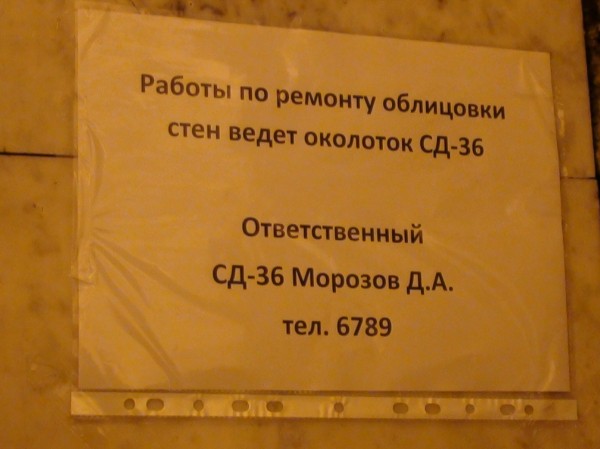 Работы по ремонту облицовки
стен ведет околоток СД-36
Ответственный
СД-36 Морозов Д.А.
тел. 6789